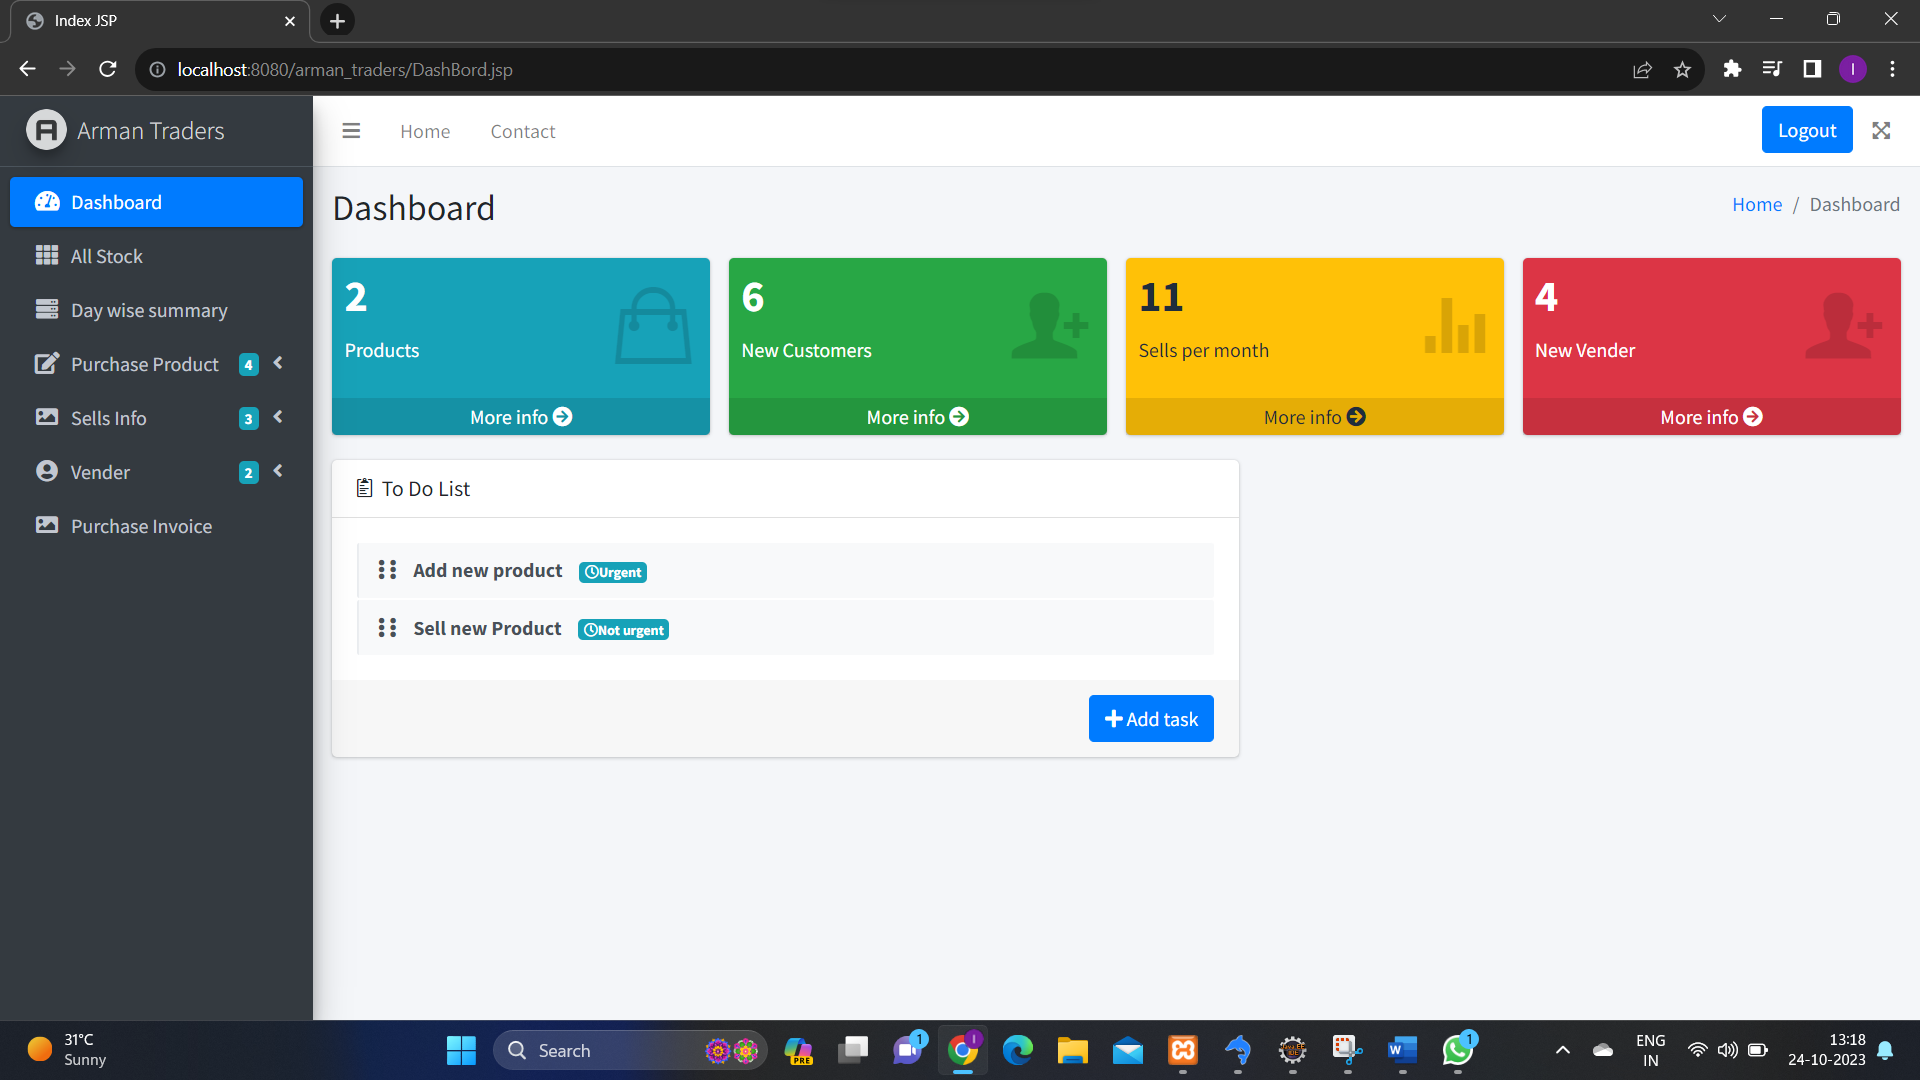 Index JSP
localhost:8080/arman_traders/DashBord.jsp
I
Arman Traders
Home
Contact
Logout
Dashboard
All Stock
Day wise summary
Purchase Product 4
Sells Info 3
Vender 2
Purchase Invoice
Dashboard
Home / Dashboard
2
Products
More info
6
New Customers
More info
11
Sells per month
More info
4
New Vender
More info
To Do List
Add new product Urgent
Sell new Product Not urgent
Add task
31°C
Sunny
Search
PRE
1
I
1
ENG
IN
13:18
24-10-2023